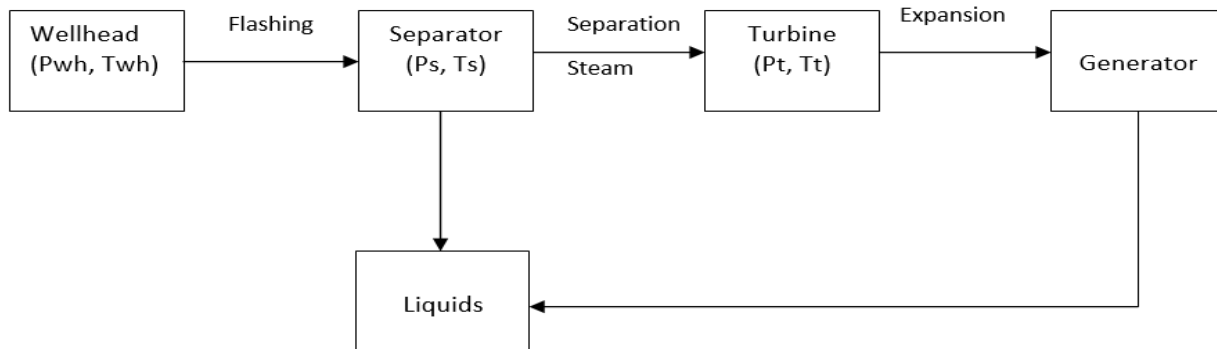 Wellhead
(Pwh, Twh)
Flashing
Separator
(Ps, Ts)
Separation
Steam
Turbine
(Pt, Tt)
Expansion
Generator
Liquids